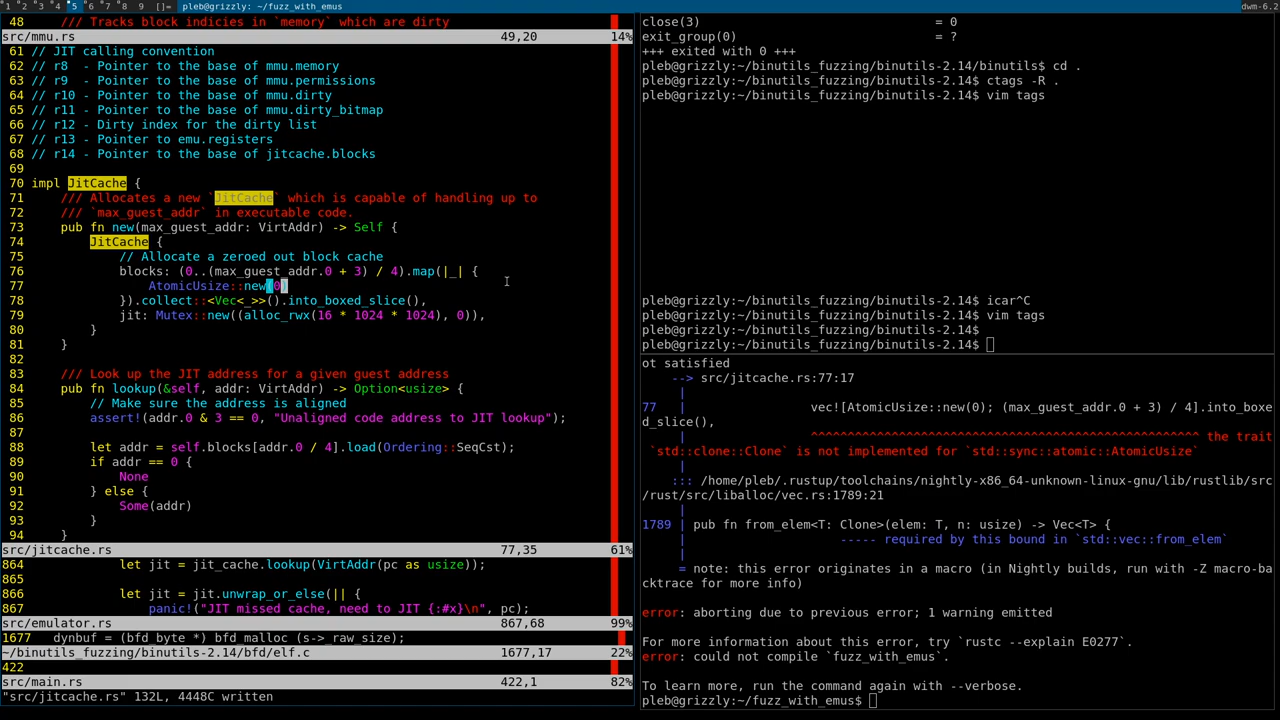 1 2 3 4 5 6 7 8 9 []= pleb@grizzly:~/fuzz_with_emus dwm-6.2
48     /// Tracks block indicies in `memory` which are dirty
src/mmu.rs 49,20 14%
61 // JIT calling convention
62 // r8  - Pointer to the base of mmu.memory
63 // r9  - Pointer to the base of mmu.permissions
64 // r10 - Pointer to the base of mmu.dirty
65 // r11 - Pointer to the base of mmu.dirty_bitmap
66 // r12 - Dirty index for the dirty list
67 // r13 - Pointer to emu.registers
68 // r14 - Pointer to the base of jitcache.blocks
69
70 impl JitCache {
71     /// Allocates a new `JitCache` which is capable of handling up to
72     /// `max_guest_addr` in executable code.
73     pub fn new(max_guest_addr: VirtAddr) -> Self {
74         JitCache {
75             // Allocate a zeroed out block cache
76             blocks: (0..(max_guest_addr.0 + 3) / 4).map(|_| {
77                 AtomicUsize::new(0)
78             }).collect::<Vec<_>>().into_boxed_slice(),
79             jit: Mutex::new((alloc_rwx(16 * 1024 * 1024), 0)),
80         }
81     }
82
83     /// Look up the JIT address for a given guest address
84     pub fn lookup(&self, addr: VirtAddr) -> Option<usize> {
85         // Make sure the address is aligned
86         assert!(addr.0 & 3 == 0, "Unaligned code address to JIT lookup");
87
88         let addr = self.blocks[addr.0 / 4].load(Ordering::SeqCst);
89         if addr == 0 {
90             None
91         } else {
92             Some(addr)
93         }
94     }
src/jitcache.rs 77,35 61%
864             let jit = jit_cache.lookup(VirtAddr(pc as usize));
865
866             let jit = jit.unwrap_or_else(|| {
867                 panic!("JIT missed cache, need to JIT {:#x}\n", pc);
src/emulator.rs 867,68 99%
1677   dynbuf = (bfd_byte *) bfd_malloc (s->_raw_size);
~/binutils_fuzzing/binutils-2.14/bfd/elf.c 1677,17 22%
422
src/main.rs 422,1 82%
"src/jitcache.rs" 132L, 4448C written
close(3)                                = 0
exit_group(0)                           = ?
+++ exited with 0 +++
pleb@grizzly:~/binutils_fuzzing/binutils-2.14/binutils$ cd .
pleb@grizzly:~/binutils_fuzzing/binutils-2.14$ ctags -R .
pleb@grizzly:~/binutils_fuzzing/binutils-2.14$ vim tags
pleb@grizzly:~/binutils_fuzzing/binutils-2.14$ icar^C
pleb@grizzly:~/binutils_fuzzing/binutils-2.14$ vim tags
pleb@grizzly:~/binutils_fuzzing/binutils-2.14$
pleb@grizzly:~/binutils_fuzzing/binutils-2.14$
ot satisfied
    --> src/jitcache.rs:77:17
     |
77   |                 vec![AtomicUsize::new(0; (max_guest_addr.0 + 3) / 4].into_boxe
d_slice(),
     |                 ^^^^^^^^^^^^^^^^^^^^^^^^^^^^^^^^^^^^^^^^^^^^^^^^^^^^ the trait
 `std::clone::Clone` is not implemented for `std::sync::atomic::AtomicUsize`
     |
    ::: /home/pleb/.rustup/toolchains/nightly-x86_64-unknown-linux-gnu/lib/rustlib/src
/rust/src/liballoc/vec.rs:1789:21
     |
1789 | pub fn from_elem<T: Clone>(elem: T, n: usize) -> Vec<T> {
     |                     ----- required by this bound in `std::vec::from_elem`
     |
     = note: this error originates in a macro (in Nightly builds, run with -Z macro-ba
cktrace for more info)
error: aborting due to previous error; 1 warning emitted
For more information about this error, try `rustc --explain E0277`.
error: could not compile `fuzz_with_emus`.
To learn more, run the command again with --verbose.
pleb@grizzly:~/fuzz_with_emus$